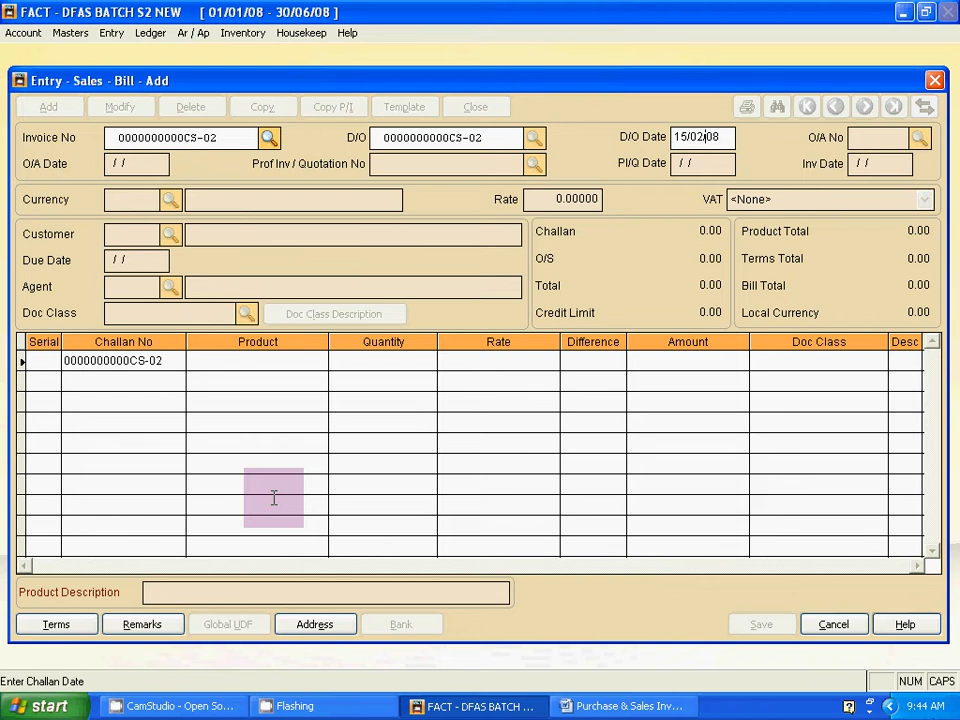 FACT - DFAS BATCH S2 NEW [ 01/01/08 - 30/06/08 ]
Account Masters Entry Ledger Ar / Ap Inventory Housekeep Help
Entry - Sales - Bill - Add
Add Modify Delete Copy Copy P/I Template Close
Invoice No 0000000000CS-02 D/O 0000000000CS-02 D/O Date 15/02/08 O/A No
O/A Date / / Prof Inv / Quotation No PI/Q Date / / Inv Date / /
Currency Rate 0.00000 VAT <None>
Customer Challan 0.00 Product Total 0.00
Due Date / / O/S 0.00 Terms Total 0.00
Agent Total 0.00 Bill Total 0.00
Doc Class Doc Class Description Credit Limit 0.00 Local Currency 0.00
Serial Challan No Product Quantity Rate Difference Amount Doc Class Desc
0000000000CS-02
Product Description
Terms Remarks Global UDF Address Bank Save Cancel Help
Enter Challan Date NUM CAPS
start CamStudio - Open So... Flashing FACT - DFAS BATCH ... Purchase & Sales Inv... 9:44 AM